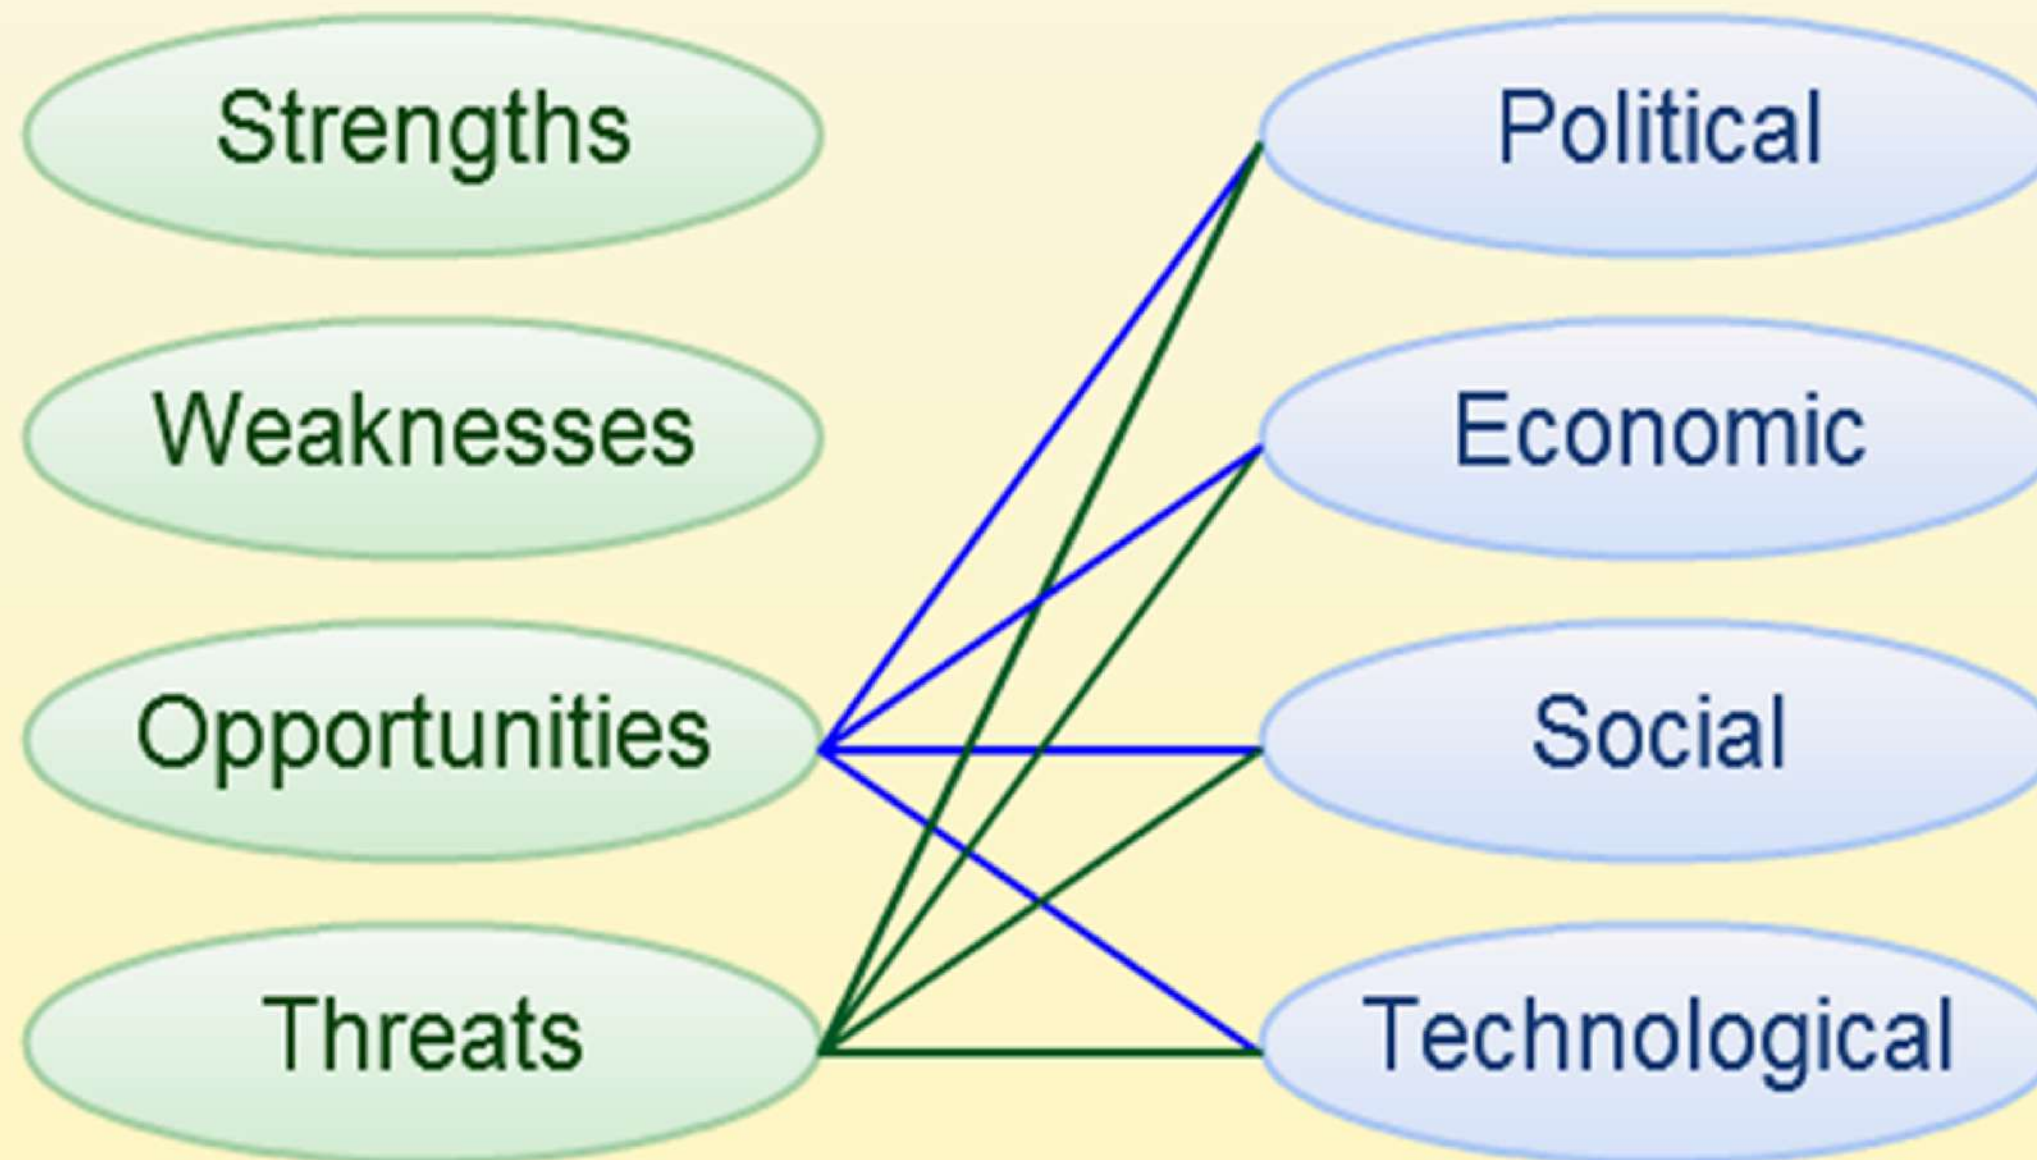 Strengths
Political
Weaknesses
Economic
Opportunities
Social
Threats
Technological